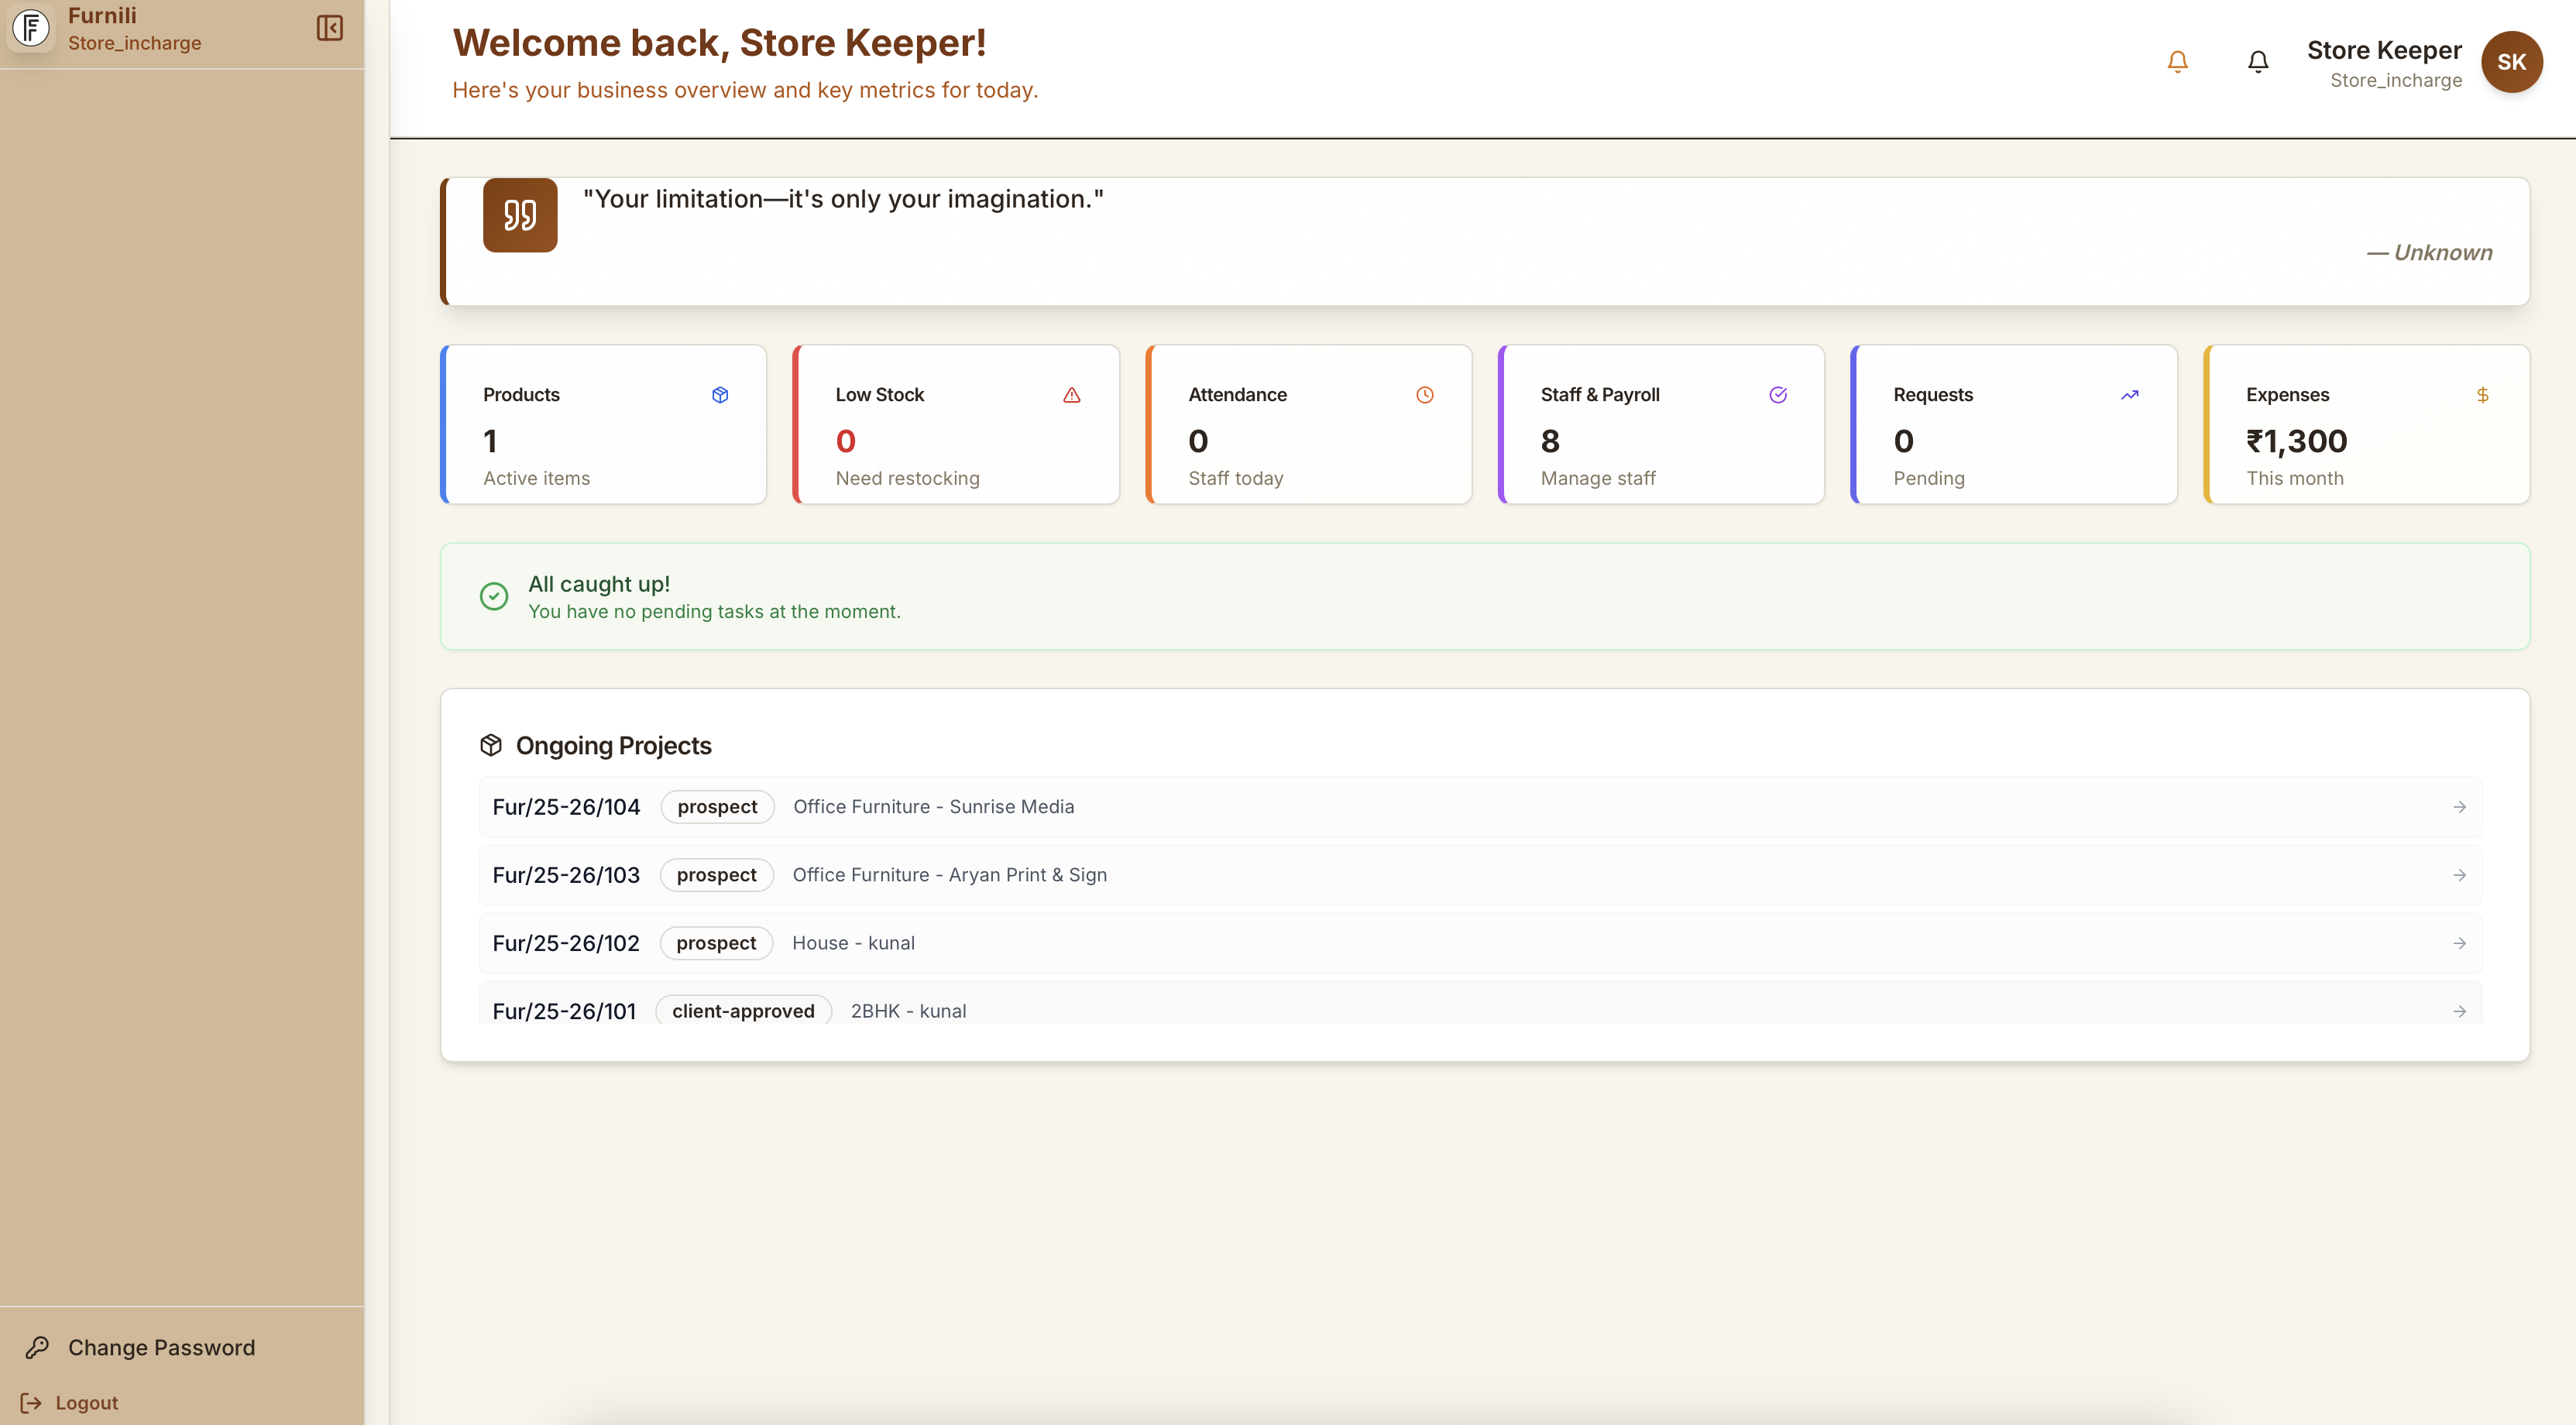 Furnili
Store_incharge
Welcome back, Store Keeper!
Here's your business overview and key metrics for today.
Store Keeper
Store_incharge
SK
"Your limitation—it's only your imagination."
— Unknown
Products
1
Active items
Low Stock
0
Need restocking
Attendance
0
Staff today
Staff & Payroll
8
Manage staff
Requests
0
Pending
Expenses
₹1,300
This month
All caught up!
You have no pending tasks at the moment.
Ongoing Projects
Fur/25-26/104 prospect Office Furniture - Sunrise Media
Fur/25-26/103 prospect Office Furniture - Aryan Print & Sign
Fur/25-26/102 prospect House - kunal
Fur/25-26/101 client-approved 2BHK - kunal
Change Password
Logout